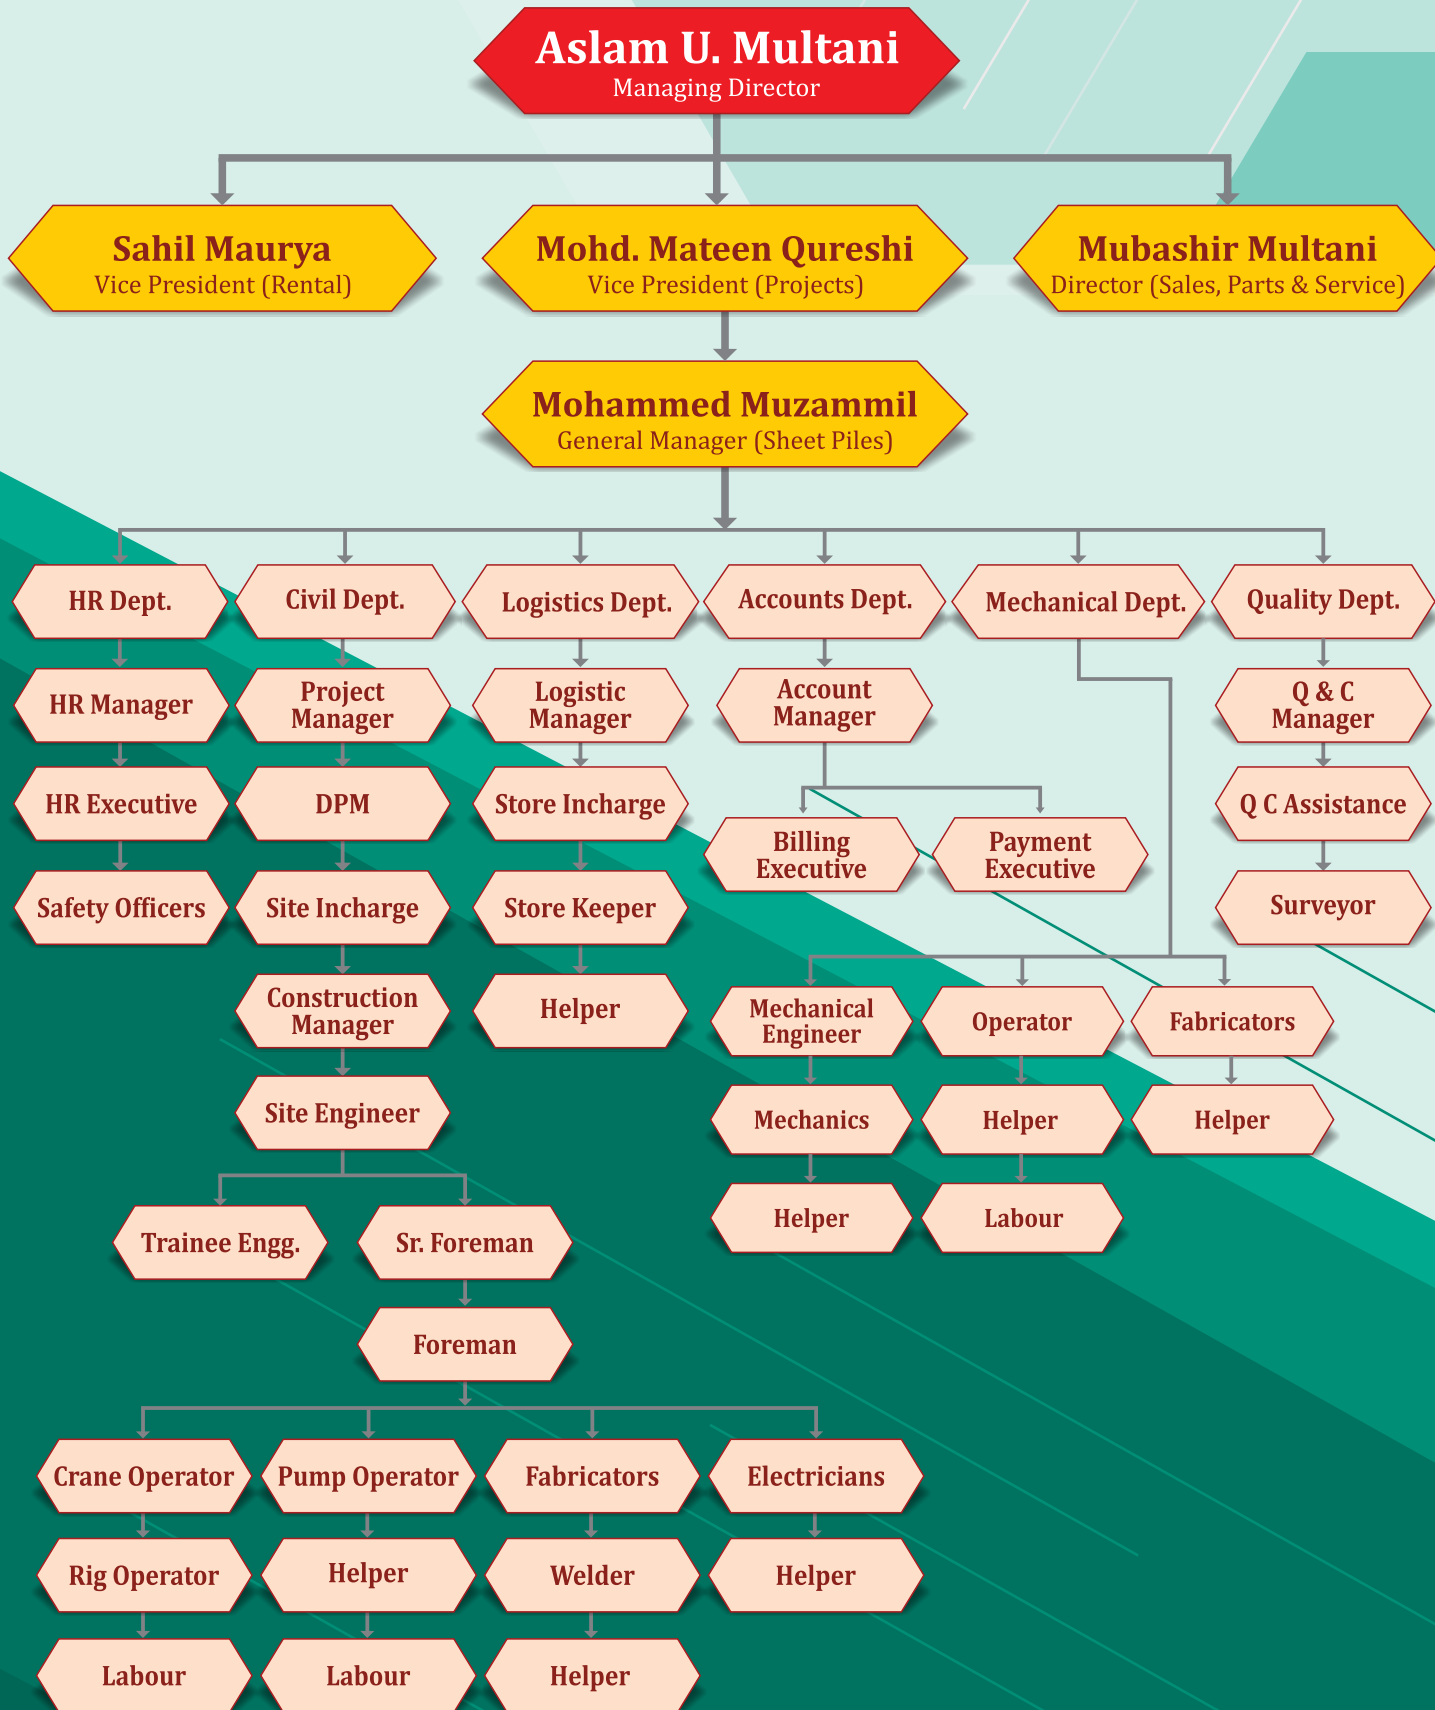 Aslam U. Multani
Managing Director
Sahil Maurya
Vice President (Rental)
Mohd. Mateen Qureshi
Vice President (Projects)
Mubashir Multani
Director (Sales, Parts & Service)
Mohammed Muzammil
General Manager (Sheet Piles)
HR Dept.
Civil Dept.
Logistics Dept.
Accounts Dept.
Mechanical Dept.
Quality Dept.
HR Manager
Project
Manager
Logistic
Manager
Account
Manager
Q & C
Manager
HR Executive
DPM
Store Incharge
Billing
Executive
Payment
Executive
Q C Assistance
Safety Officers
Site Incharge
Store Keeper
Surveyor
Construction
Manager
Helper
Mechanical
Engineer
Operator
Fabricators
Site Engineer
Mechanics
Helper
Helper
Trainee Engg.
Sr. Foreman
Helper
Labour
Foreman
Crane Operator
Pump Operator
Fabricators
Electricians
Rig Operator
Helper
Welder
Helper
Labour
Labour
Helper